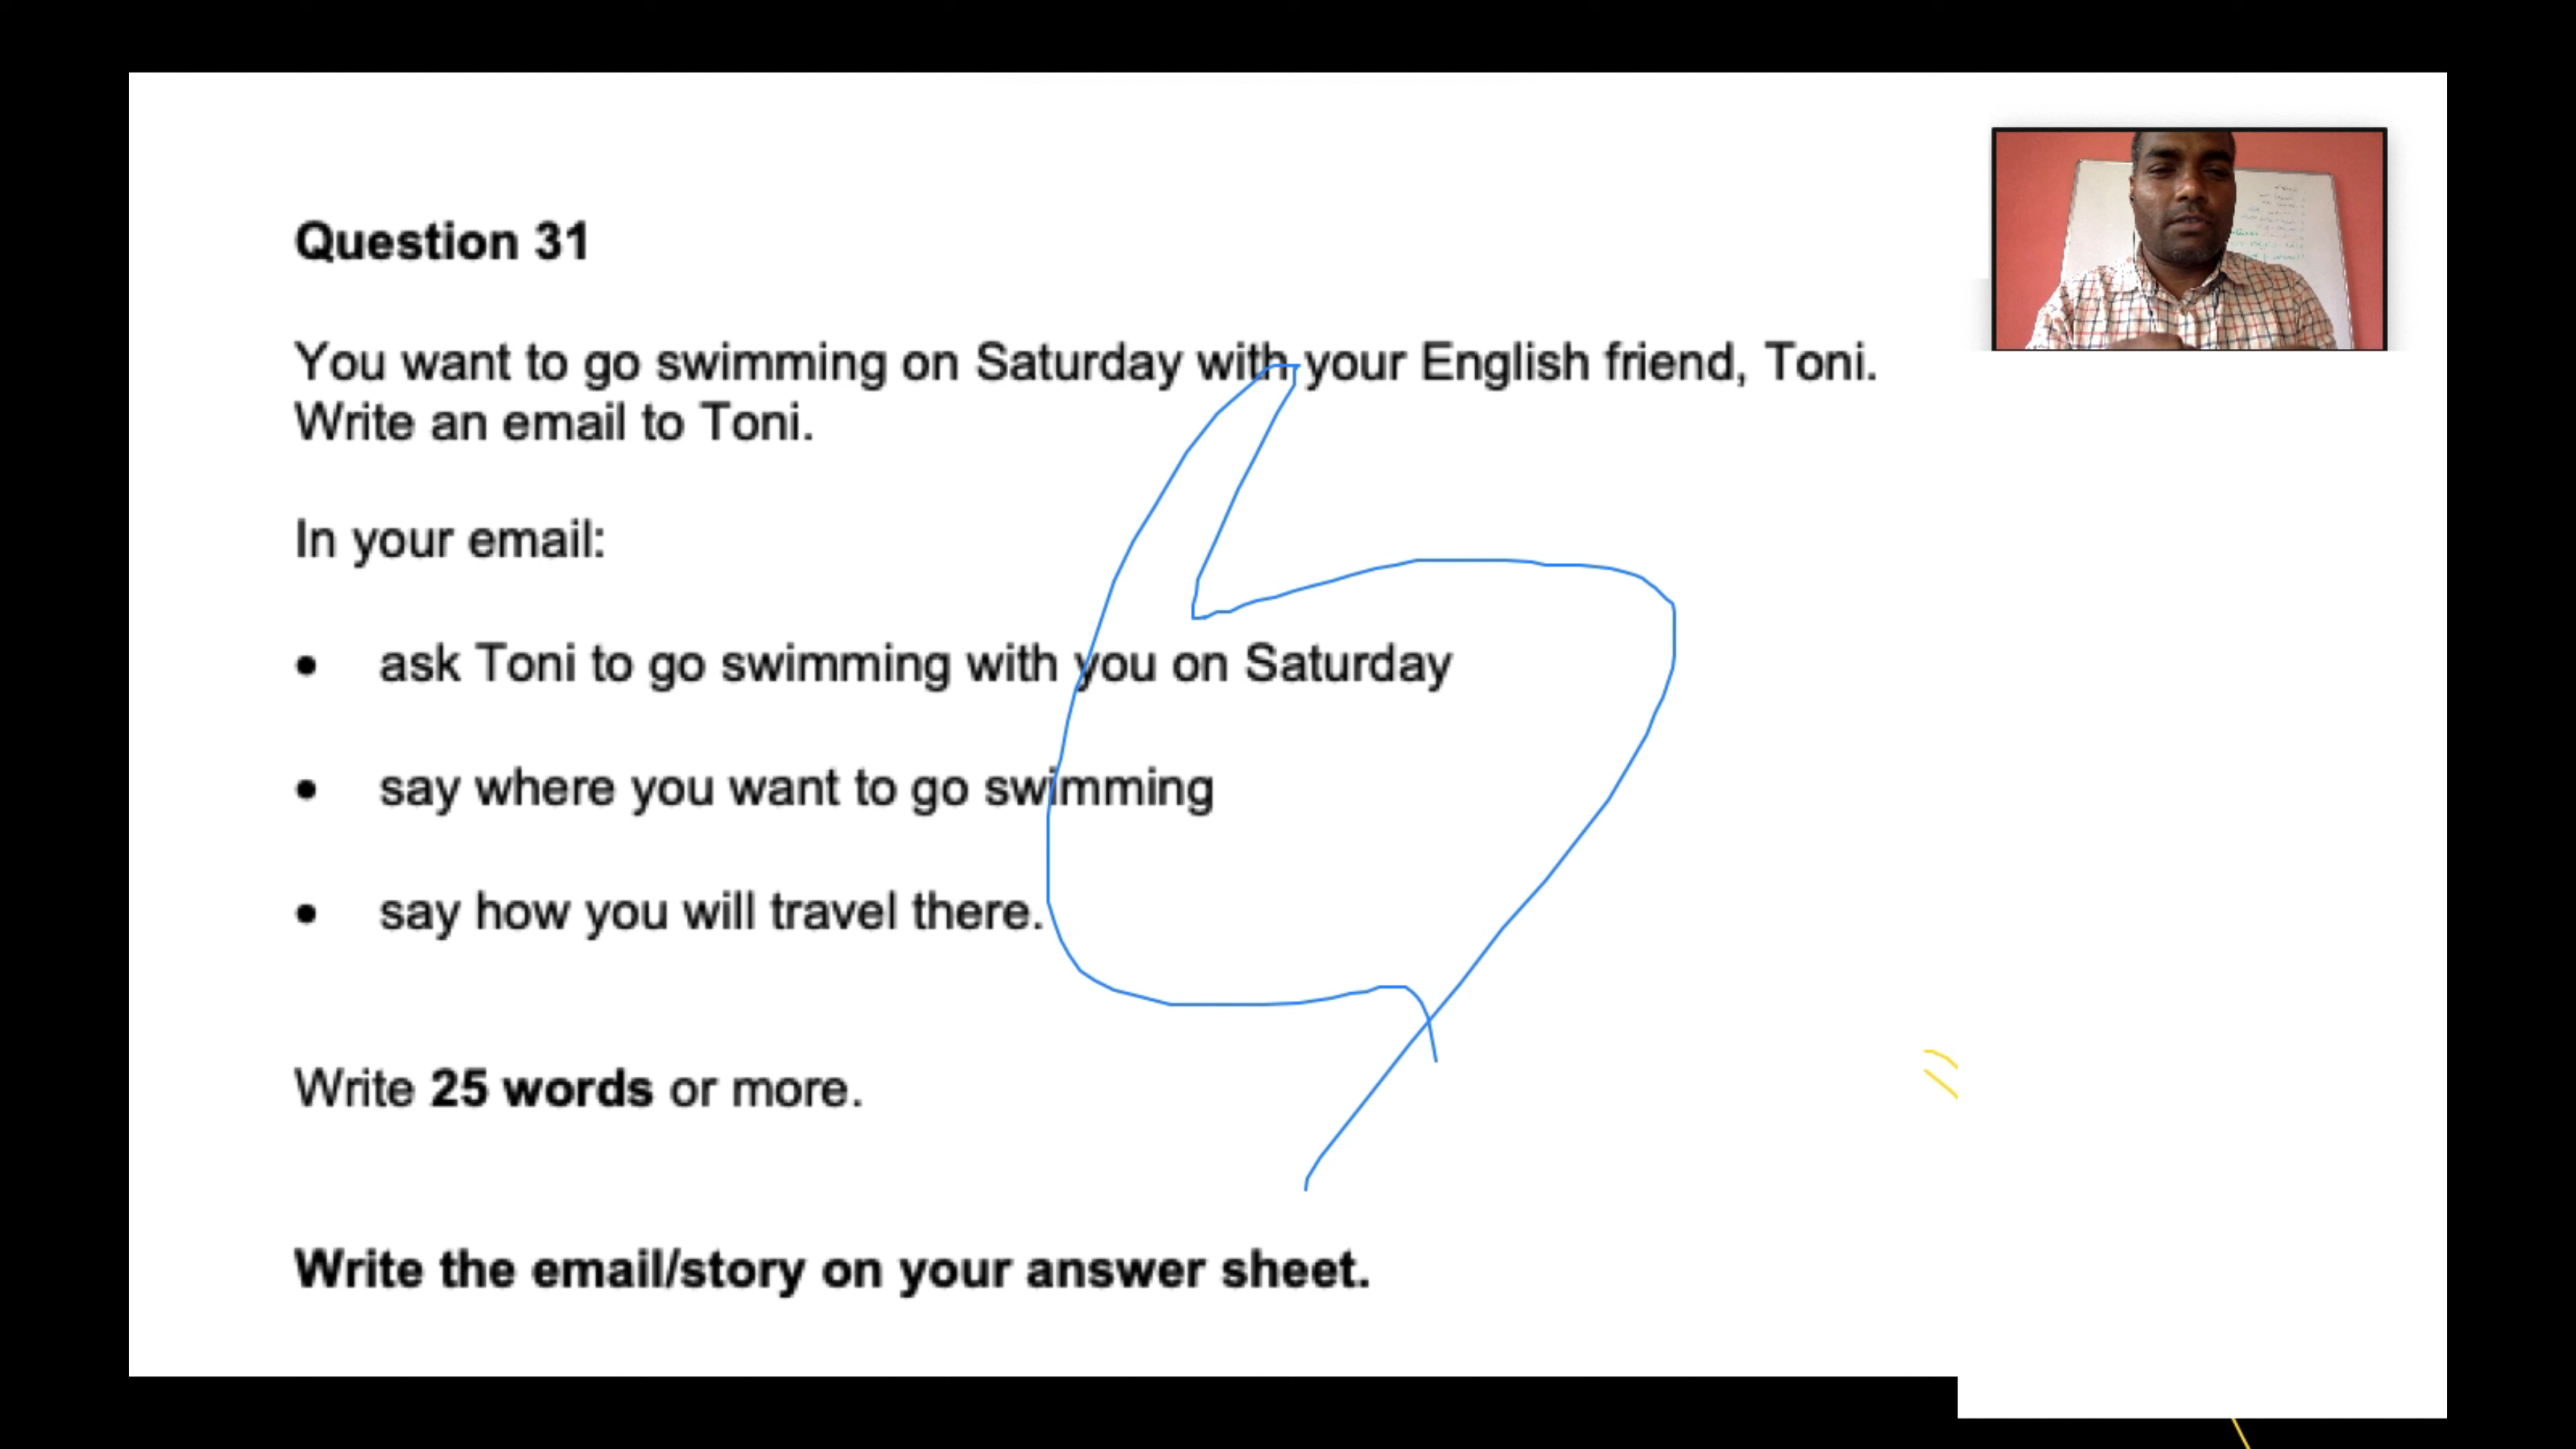 Question 31
You want to go swimming on Saturday with your English friend, Toni.
Write an email to Toni.
In your email:
• ask Toni to go swimming with you on Saturday
• say where you want to go swimming
• say how you will travel there.
Write 25 words or more.
Write the email/story on your answer sheet.